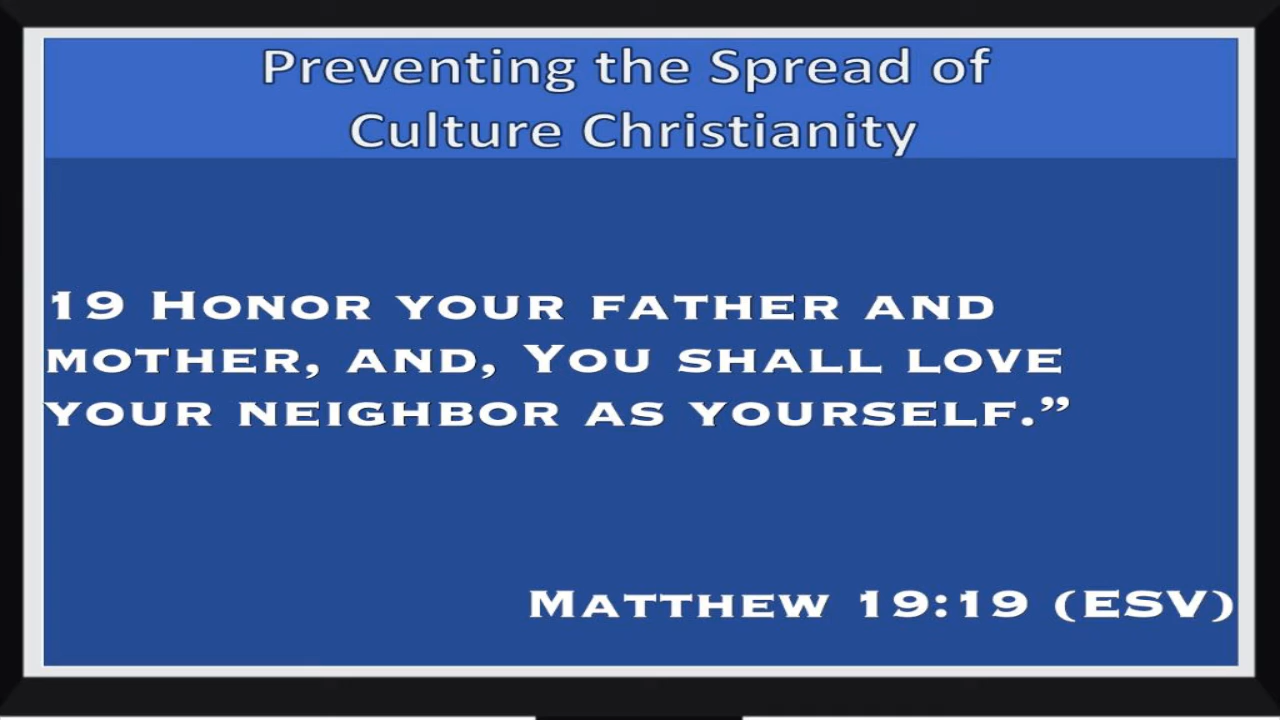 Preventing the Spread of
Culture Christianity
19 Honor your father and
mother, and, You shall love
your neighbor as yourself.”
Matthew 19:19 (ESV)